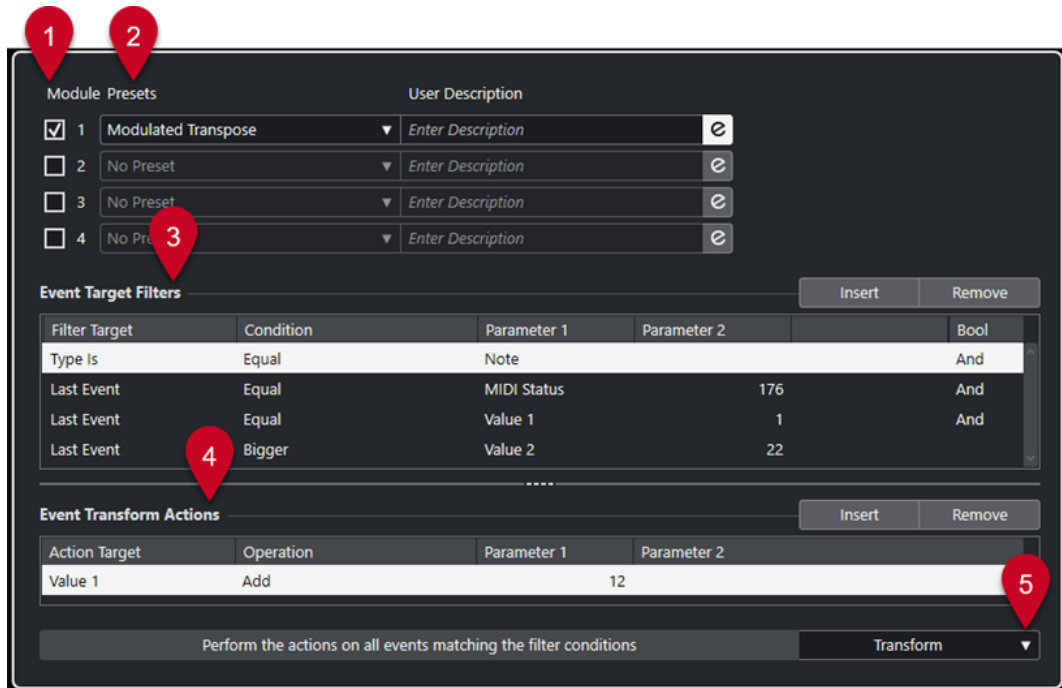 1 2
Module Presets User Description
1 Modulated Transpose Enter Description e
2 No Preset Enter Description e
3 No Preset Enter Description e
4 No Pre Enter Description e
3
Event Target Filters Insert Remove
Filter Target Condition Parameter 1 Parameter 2 Bool
Type Is Equal Note And
Last Event Equal MIDI Status 176 And
Last Event Equal Value 1 1 And
Last Event Bigger Value 2 22
4
Event Transform Actions Insert Remove
Action Target Operation Parameter 1 Parameter 2
Value 1 Add 12
5
Perform the actions on all events matching the filter conditions Transform